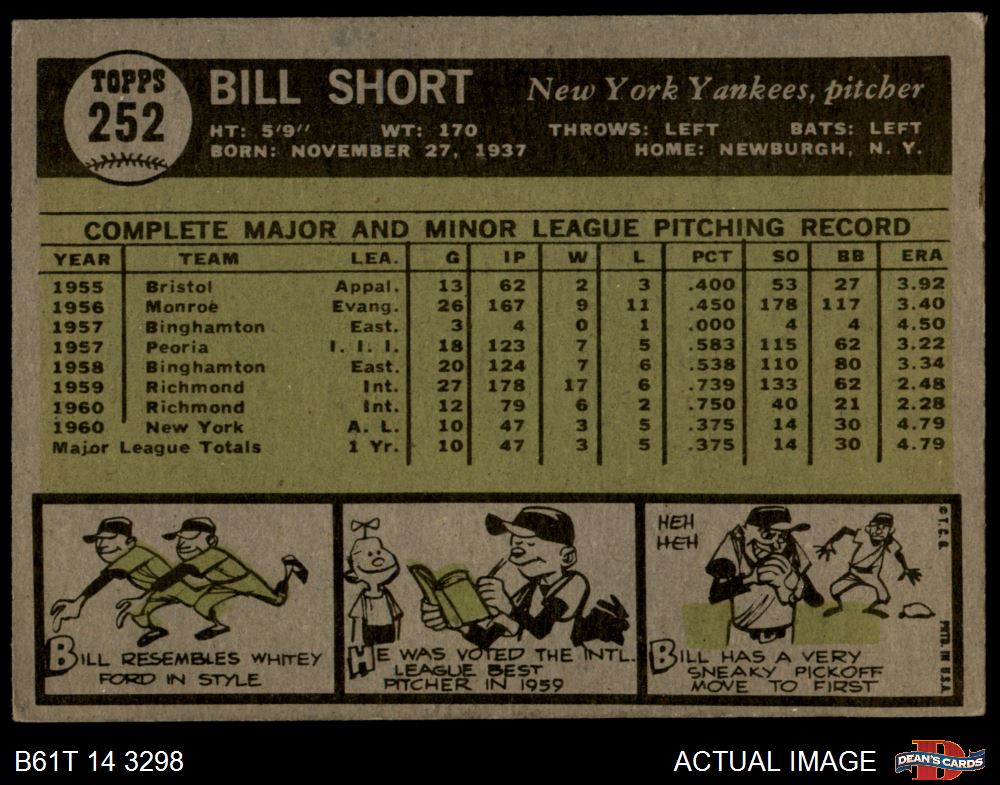 TOPPS
252
BILL SHORT New York Yankees, pitcher
HT: 5'9" WT: 170 THROWS: LEFT BATS: LEFT
BORN: NOVEMBER 27, 1937 HOME: NEWBURGH, N. Y.
COMPLETE MAJOR AND MINOR LEAGUE PITCHING RECORD
YEAR TEAM LEA. G IP W L PCT SO BB ERA
1955 Bristol Appal. 13 62 2 3 .400 53 27 3.92
1956 Monroe Evang. 26 167 9 11 .450 178 117 3.40
1957 Binghamton East. 3 4 0 1 .000 4 4 4.50
1957 Peoria I. I. I. 18 123 7 5 .583 115 62 3.22
1958 Binghamton East. 20 124 7 6 .538 110 80 3.34
1959 Richmond Int. 27 178 17 6 .739 133 62 2.48
1960 Richmond Int. 12 79 6 2 .750 40 21 2.28
1960 New York A. L. 10 47 3 5 .375 14 30 4.79
Major League Totals 1 Yr. 10 47 3 5 .375 14 30 4.79
BILL RESEMBLES WHITEY
FORD IN STYLE
HE WAS VOTED THE INTL.
LEAGUE BEST
PITCHER IN 1959
HEH
HEH
BILL HAS A VERY
SNEAKY PICKOFF
MOVE TO FIRST
©T.C.G.
PRTD. IN U.S.A.
B61T 14 3298
ACTUAL IMAGE
DEAN'S CARDS